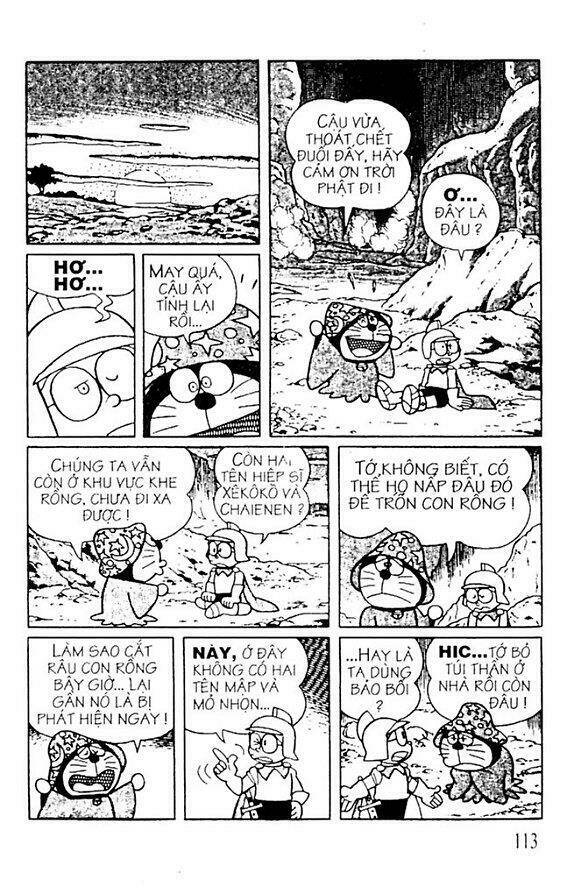 CẬU VỪA
THOÁT CHẾT
ĐUỐI ĐẤY, HÃY
CÁM ƠN TRỜI
PHẬT ĐI !
Ơ...
ĐÂY LÀ
ĐÂU ?
HƠ...
HƠ...
MAY QUÁ,
CẬU ẤY
TỈNH LẠI
RỒI...
CHÚNG TA VẪN
CÒN Ở KHU VỰC KHE
RỒNG, CHƯA ĐI XA
ĐƯỢC !
CÒN HAI
TÊN HIỆP SĨ
XÊKÔKÔ VÀ
CHAIENEN ?
TỚ KHÔNG BIẾT, CÓ
THỂ HỌ NẤP ĐÂU ĐÓ
ĐỂ TRỐN CON RỒNG !
LÀM SAO CẮT
RÂU CON RỒNG
BÂY GIỜ... LẠI
GẦN NÓ LÀ BỊ
PHÁT HIỆN NGAY !
NÀY, Ở ĐÂY
KHÔNG CÓ HAI
TÊN MẬP VÀ
MỎ NHỌN...
...HAY LÀ
TA DÙNG
BẢO BỐI
?
HIC...TỚ BỎ
TÚI THẦN Ở
NHÀ RỒI CÒN
ĐÂU !
113